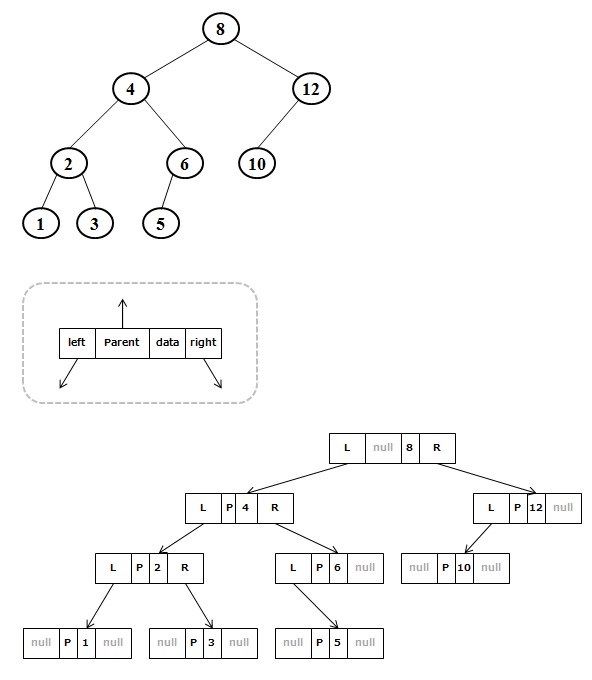 8
4 12
2 6 10
1 3 5
left Parent data right
L null 8 R
L P 4 R L P 12 null
L P 2 R L P 6 null null P 10 null
null P 1 null null P 3 null null P 5 null